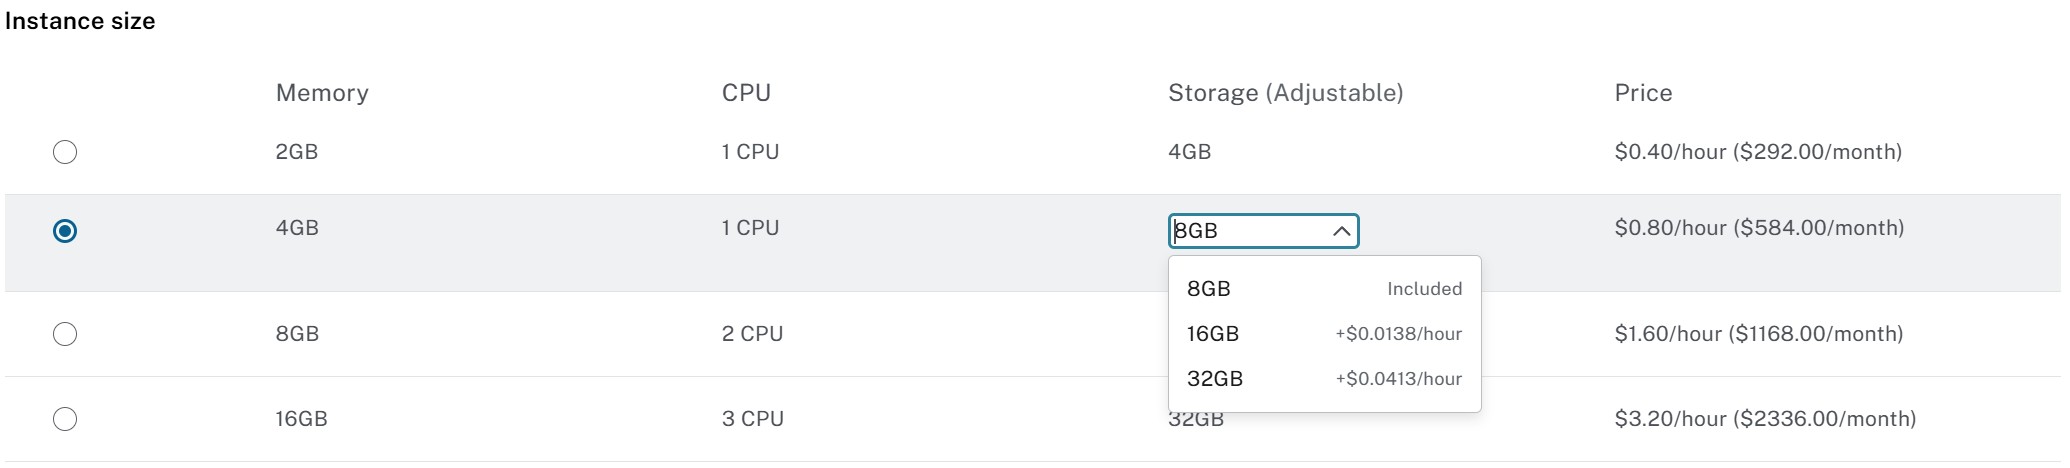 Instance size
Memory CPU Storage (Adjustable) Price
2GB 1 CPU 4GB $0.40/hour ($292.00/month)
4GB 1 CPU 8GB $0.80/hour ($584.00/month)
8GB Included
8GB 2 CPU 16GB +$0.0138/hour $1.60/hour ($1168.00/month)
32GB +$0.0413/hour
16GB 3 CPU 32GB $3.20/hour ($2336.00/month)